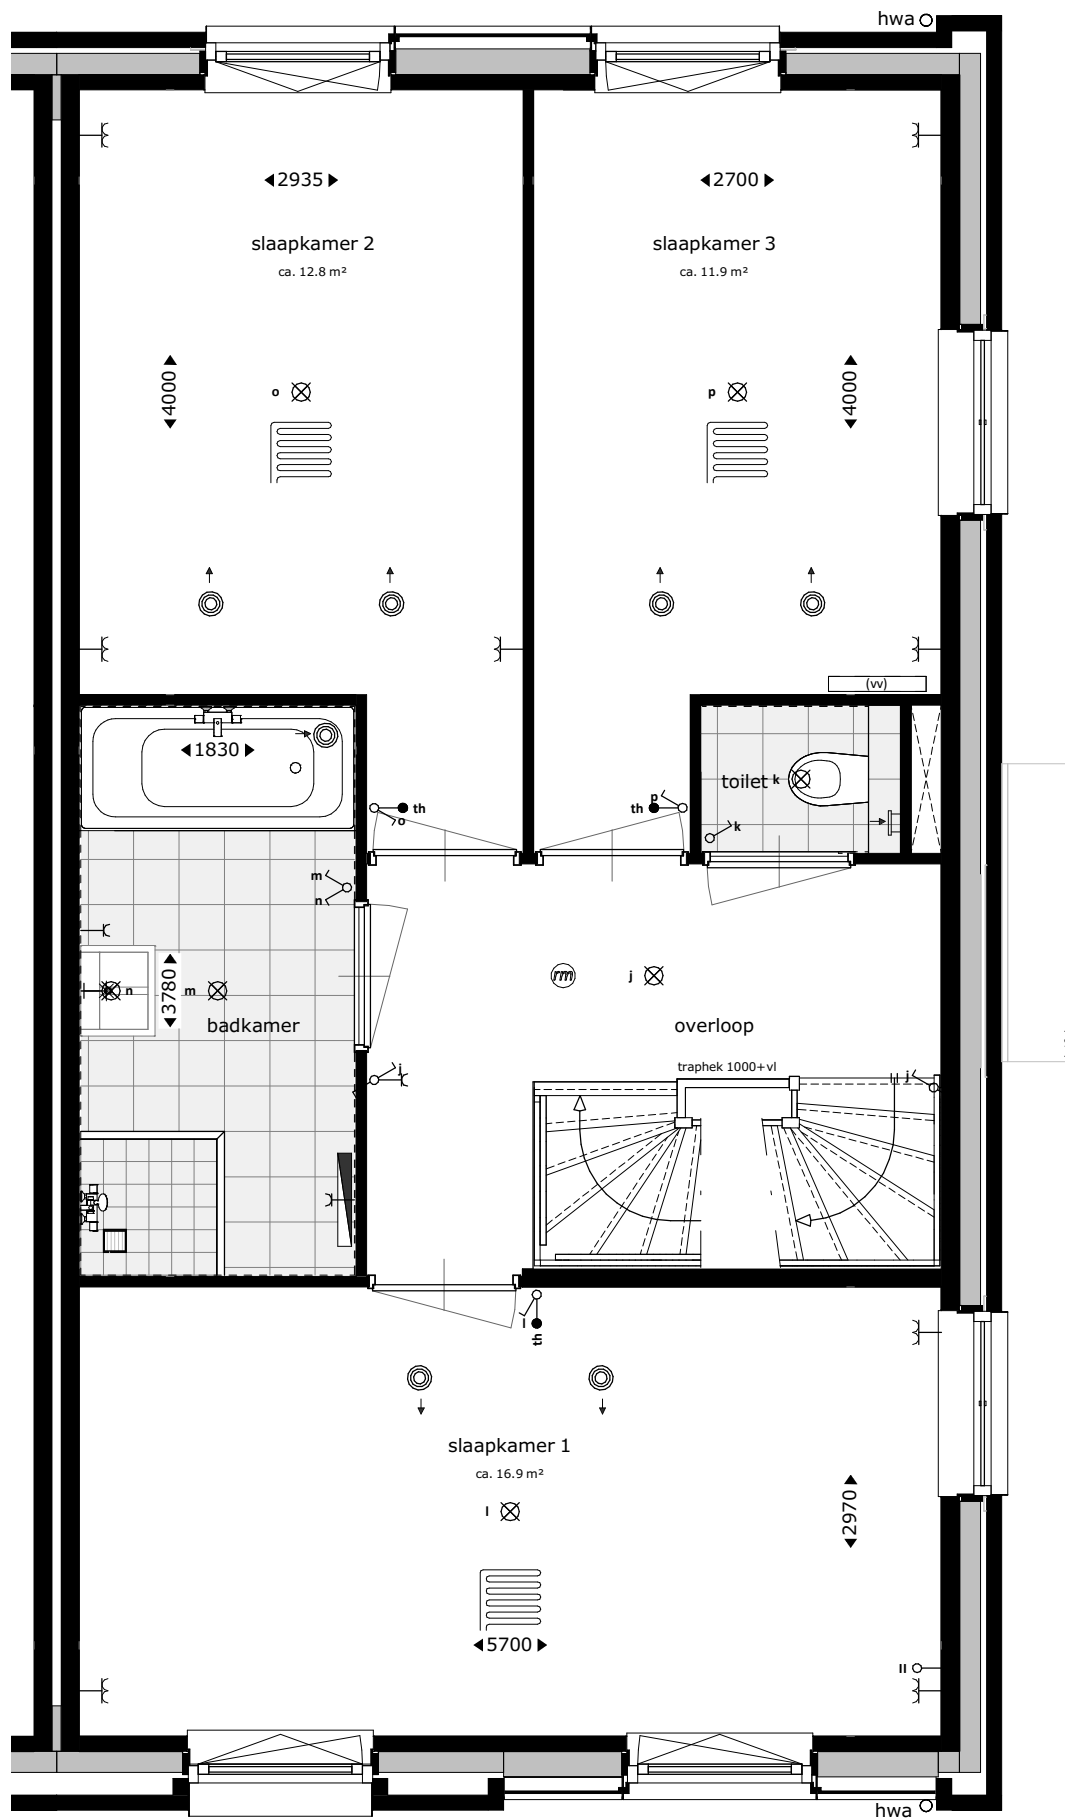 hwa
2935
2700
slaapkamer 2
ca. 12.8 m²
slaapkamer 3
ca. 11.9 m²
4000
o
p
4000
(vv)
1830
toilet k
th
o
p
th
k
m
n
rm
j
n
3780
m
badkamer
overloop
j
traphek 1000+vl
j
l
th
slaapkamer 1
ca. 16.9 m²
l
2970
5700
II
hwa